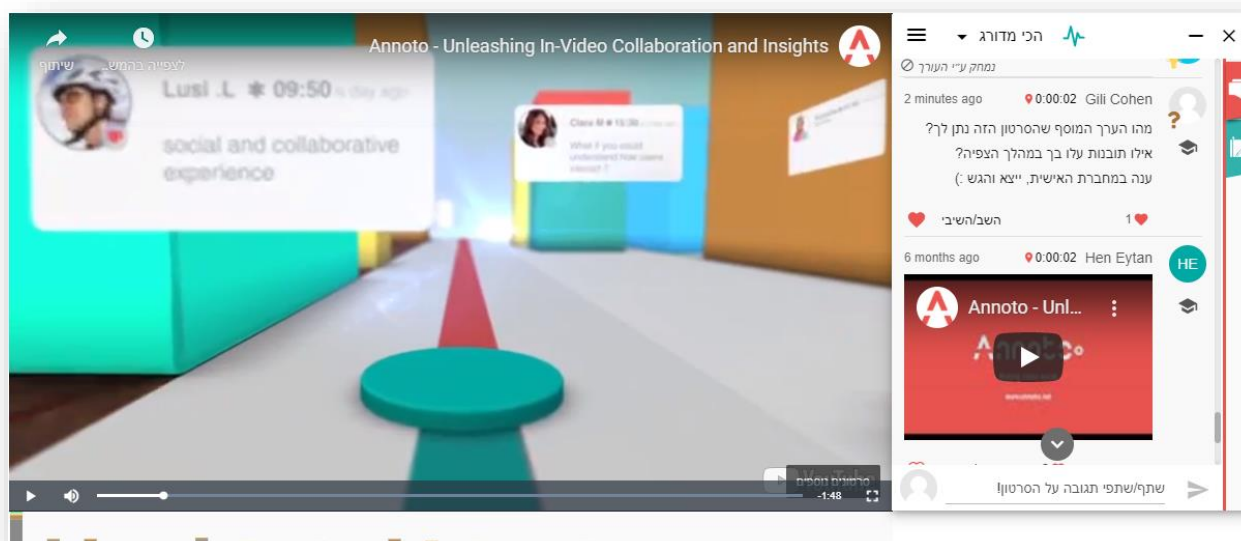 Annoto - Unleashing In-Video Collaboration and Insights
שיתוף
לצפייה בהמש...
Lusi .L ✱ 09:50 a day ago
social and collaborative
experience
Clara M ✱ 15:30
What if you could
understand how users
interact ?
סרטונים נוספים
-1:48
הכי מדורג
נמחק ע״י העורך
2 minutes ago 0:00:02 Gili Cohen
מהו הערך המוסף שהסרטון הזה נתן לך?
אילו תובנות עלו בך במהלך הצפיה?
ענה במחברת האישית, ייצא והגש :)
השב/השיבי
1
6 months ago 0:00:02 Hen Eytan
HE
Annoto - Unl...
Annoto
שתף/שתפי תגובה על הסרטון!